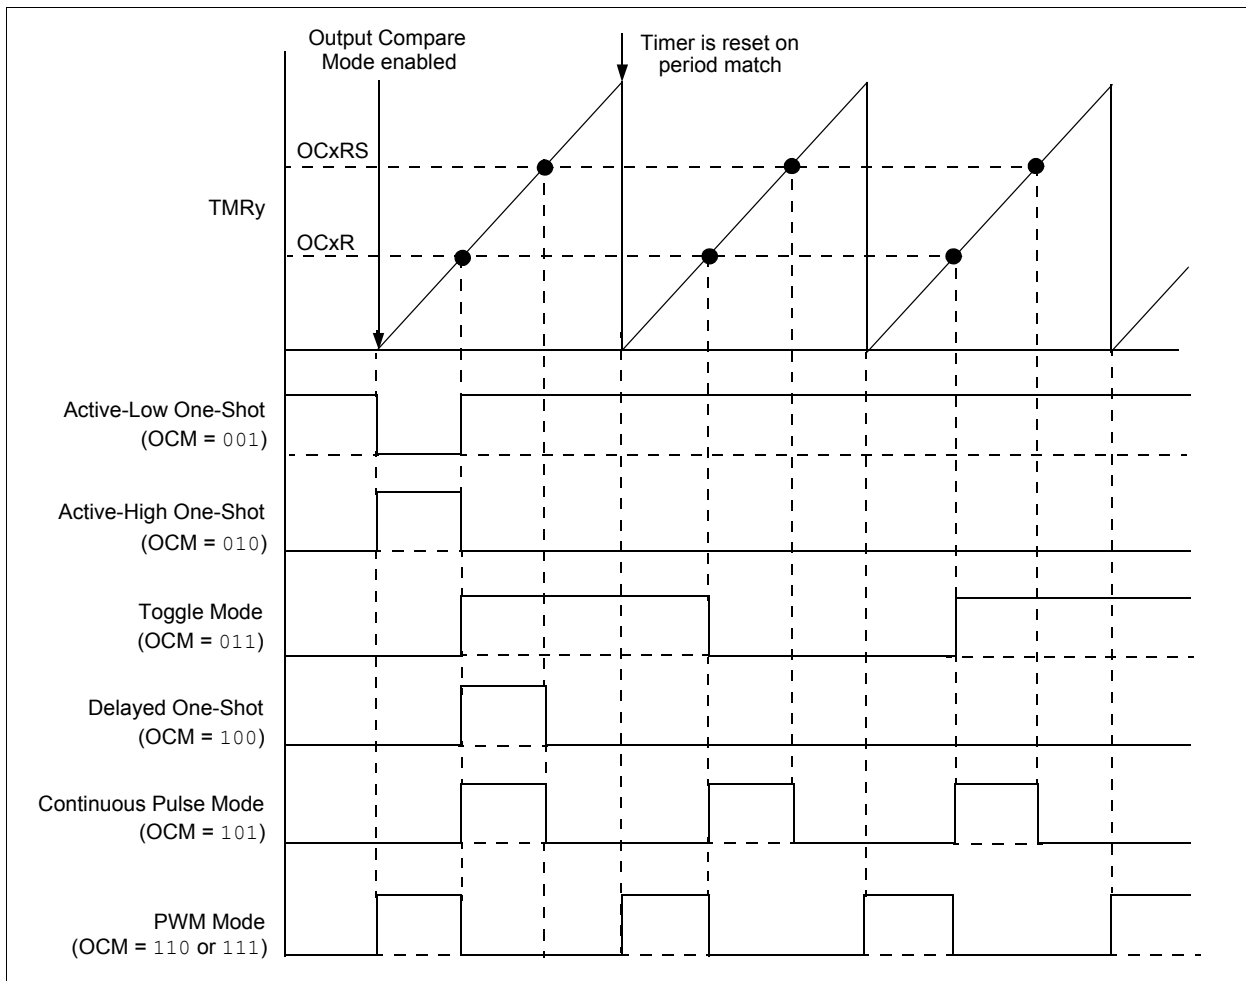 Output Compare
Mode enabled
Timer is reset on
period match
OCxRS
TMRy
OCxR
Active-Low One-Shot
(OCM = 001)
Active-High One-Shot
(OCM = 010)
Toggle Mode
(OCM = 011)
Delayed One-Shot
(OCM = 100)
Continuous Pulse Mode
(OCM = 101)
PWM Mode
(OCM = 110 or 111)